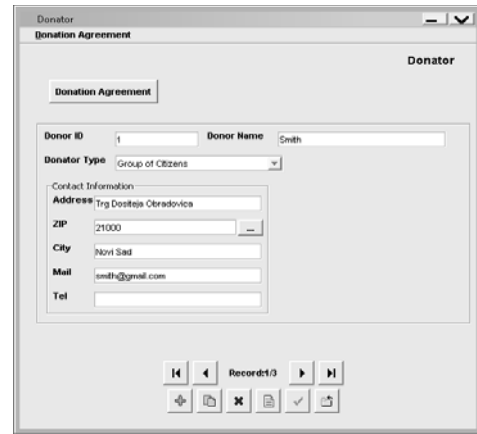 Donator
Donation Agreement
Donator
Donation Agreement
Donor ID 1 Donor Name Smith
Donator Type Group of Citizens
Contact Information
Address Trg Dositeja Obradovica
ZIP 21000 ...
City Novi Sad
Mail smith@gmail.com
Tel
Record:1/3